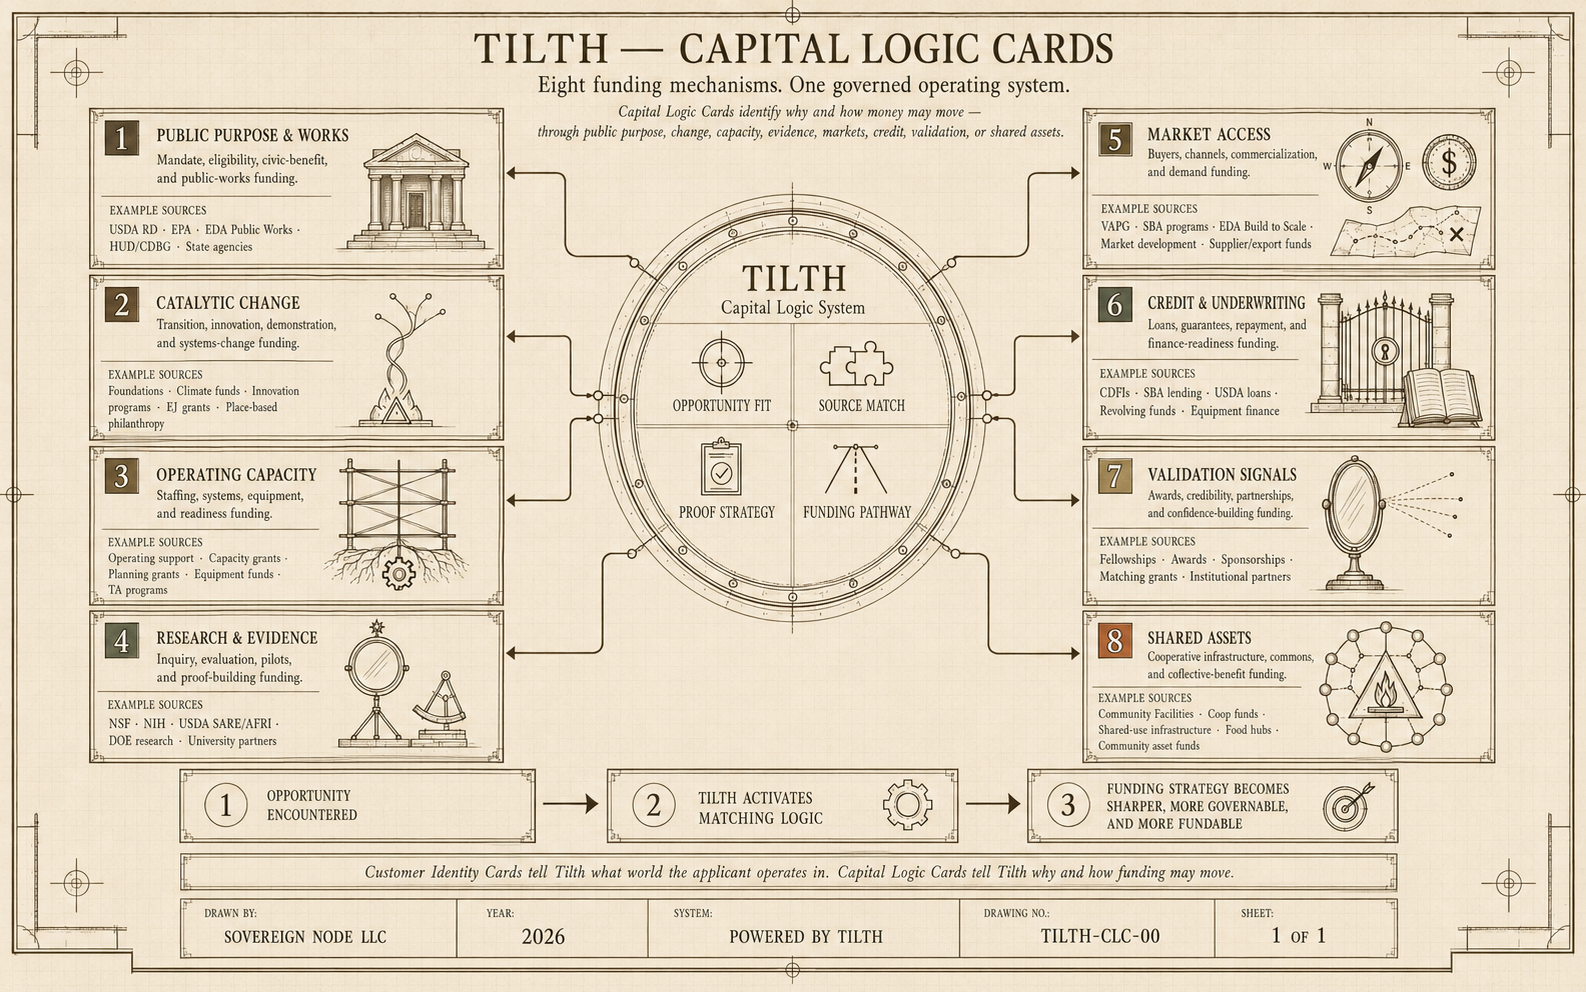 TILTH — CAPITAL LOGIC CARDS
Eight funding mechanisms. One governed operating system.
Capital Logic Cards identify why and how money may move —
through public purpose, change, capacity, evidence, markets, credit, validation, or shared assets.
1
PUBLIC PURPOSE & WORKS
Mandate, eligibility, civic-benefit,
and public-works funding.
EXAMPLE SOURCES
USDA RD · EPA · EDA Public Works ·
HUD/CDBG · State agencies
2
CATALYTIC CHANGE
Transition, innovation, demonstration,
and systems-change funding.
EXAMPLE SOURCES
Foundations · Climate funds · Innovation
programs · EJ grants · Place-based
philanthropy
3
OPERATING CAPACITY
Staffing, systems, equipment,
and readiness funding.
EXAMPLE SOURCES
Operating support · Capacity grants ·
Planning grants · Equipment funds ·
TA programs
4
RESEARCH & EVIDENCE
Inquiry, evaluation, pilots,
and proof-building funding.
EXAMPLE SOURCES
NSF · NIH · USDA SARE/AFRI ·
DOE research · University partners
TILTH
Capital Logic System
OPPORTUNITY FIT
SOURCE MATCH
PROOF STRATEGY
FUNDING PATHWAY
5
MARKET ACCESS
Buyers, channels, commercialization,
and demand funding.
EXAMPLE SOURCES
VAPG · SBA programs · EDA Build to Scale ·
Market development · Supplier/export funds
N
W
E
S
$
6
CREDIT & UNDERWRITING
Loans, guarantees, repayment, and
finance-readiness funding.
EXAMPLE SOURCES
CDFIs · SBA lending · USDA loans ·
Revolving funds · Equipment finance
7
VALIDATION SIGNALS
Awards, credibility, partnerships,
and confidence-building funding.
EXAMPLE SOURCES
Fellowships · Awards · Sponsorships ·
Matching grants · Institutional partners
8
SHARED ASSETS
Cooperative infrastructure, commons,
and collective-benefit funding.
EXAMPLE SOURCES
Community Facilities · Coop funds ·
Shared-use infrastructure · Food hubs ·
Community asset funds
1
OPPORTUNITY
ENCOUNTERED
2
TILTH ACTIVATES
MATCHING LOGIC
3
FUNDING STRATEGY BECOMES
SHARPER, MORE GOVERNABLE,
AND MORE FUNDABLE
Customer Identity Cards tell Tilth what world the applicant operates in. Capital Logic Cards tell Tilth why and how funding may move.
DRAWN BY:
SOVEREIGN NODE LLC
YEAR:
2026
SYSTEM:
POWERED BY TILTH
DRAWING NO.:
TILTH-CLC-00
SHEET:
1 OF 1